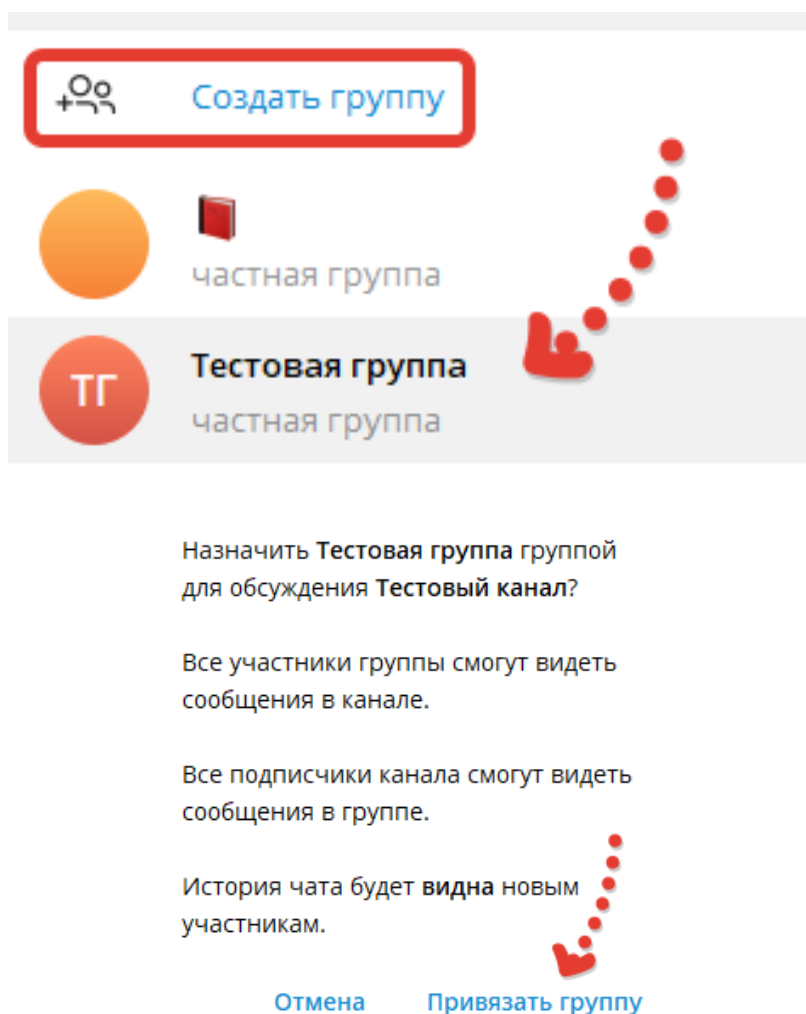 Создать группу
частная группа
ТГ
Тестовая группа
частная группа
Назначить Тестовая группа группой
для обсуждения Тестовый канал?
Все участники группы смогут видеть
сообщения в канале.
Все подписчики канала смогут видеть
сообщения в группе.
История чата будет видна новым
участникам.
Отмена
Привязать группу